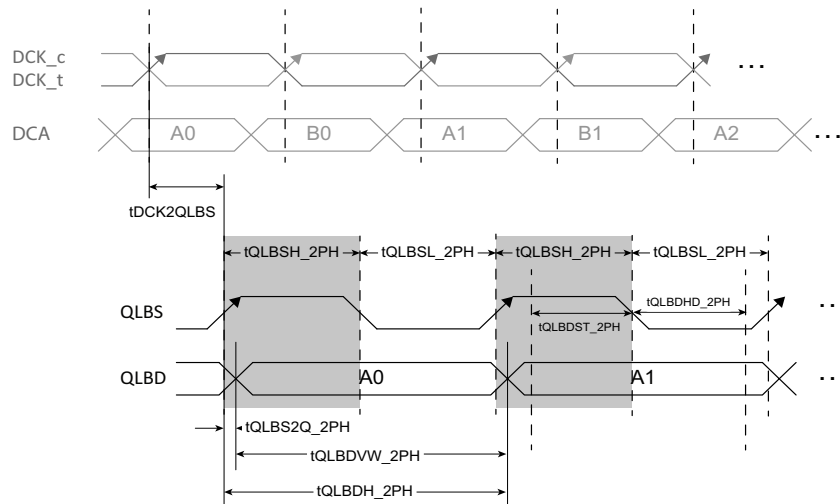 DCK_c
DCK_t
...
DCA
A0
B0
A1
B1
A2
...
tDCK2QLBS
tQLBSH_2PH
tQLBSL_2PH
tQLBSH_2PH
tQLBSL_2PH
tQLBDHD_2PH
QLBS
..
tQLBDST_2PH
QLBD
A0
A1
..
tQLBS2Q_2PH
tQLBDVW_2PH
tQLBDH_2PH